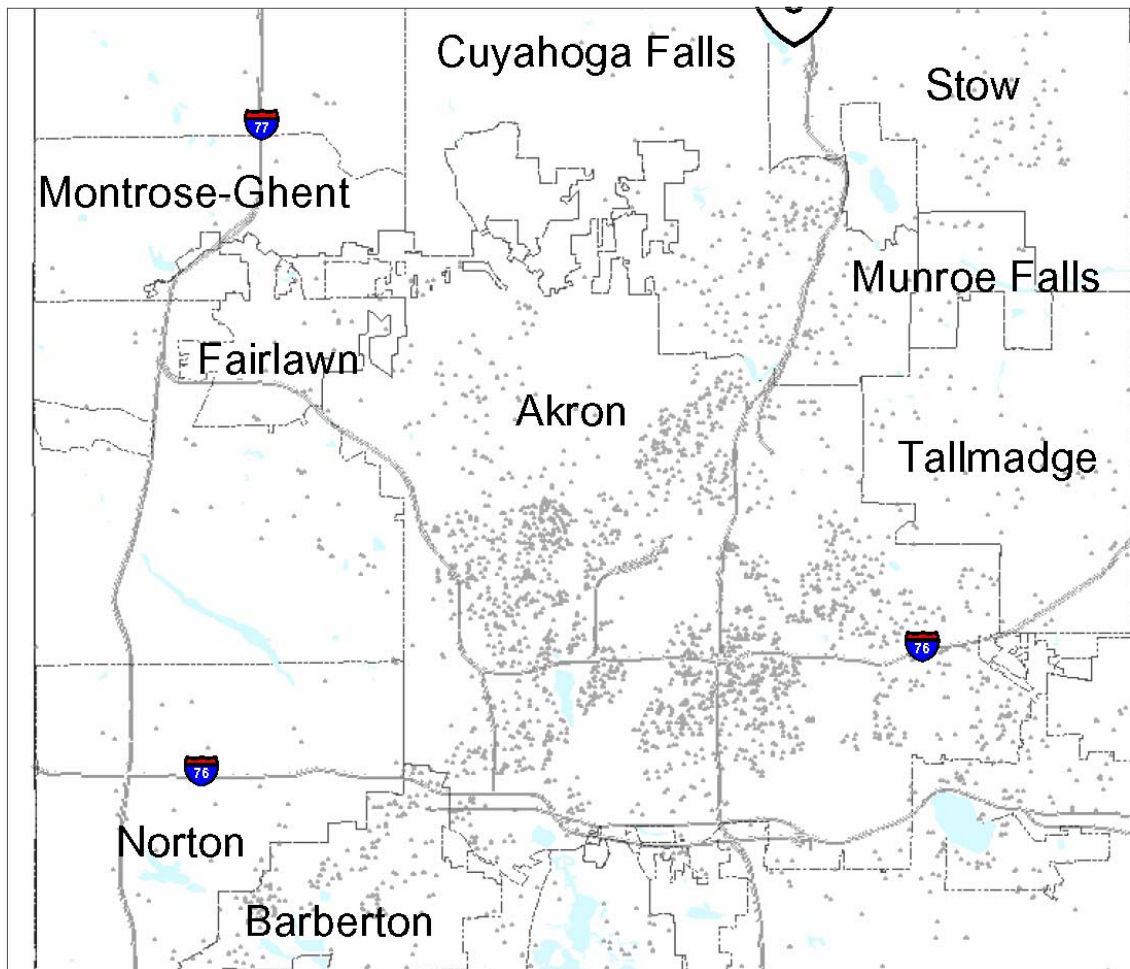 Cuyahoga Falls
Stow
77
Montrose-Ghent
Munroe Falls
Fairlawn
Akron
Tallmadge
76
76
Norton
Barberton